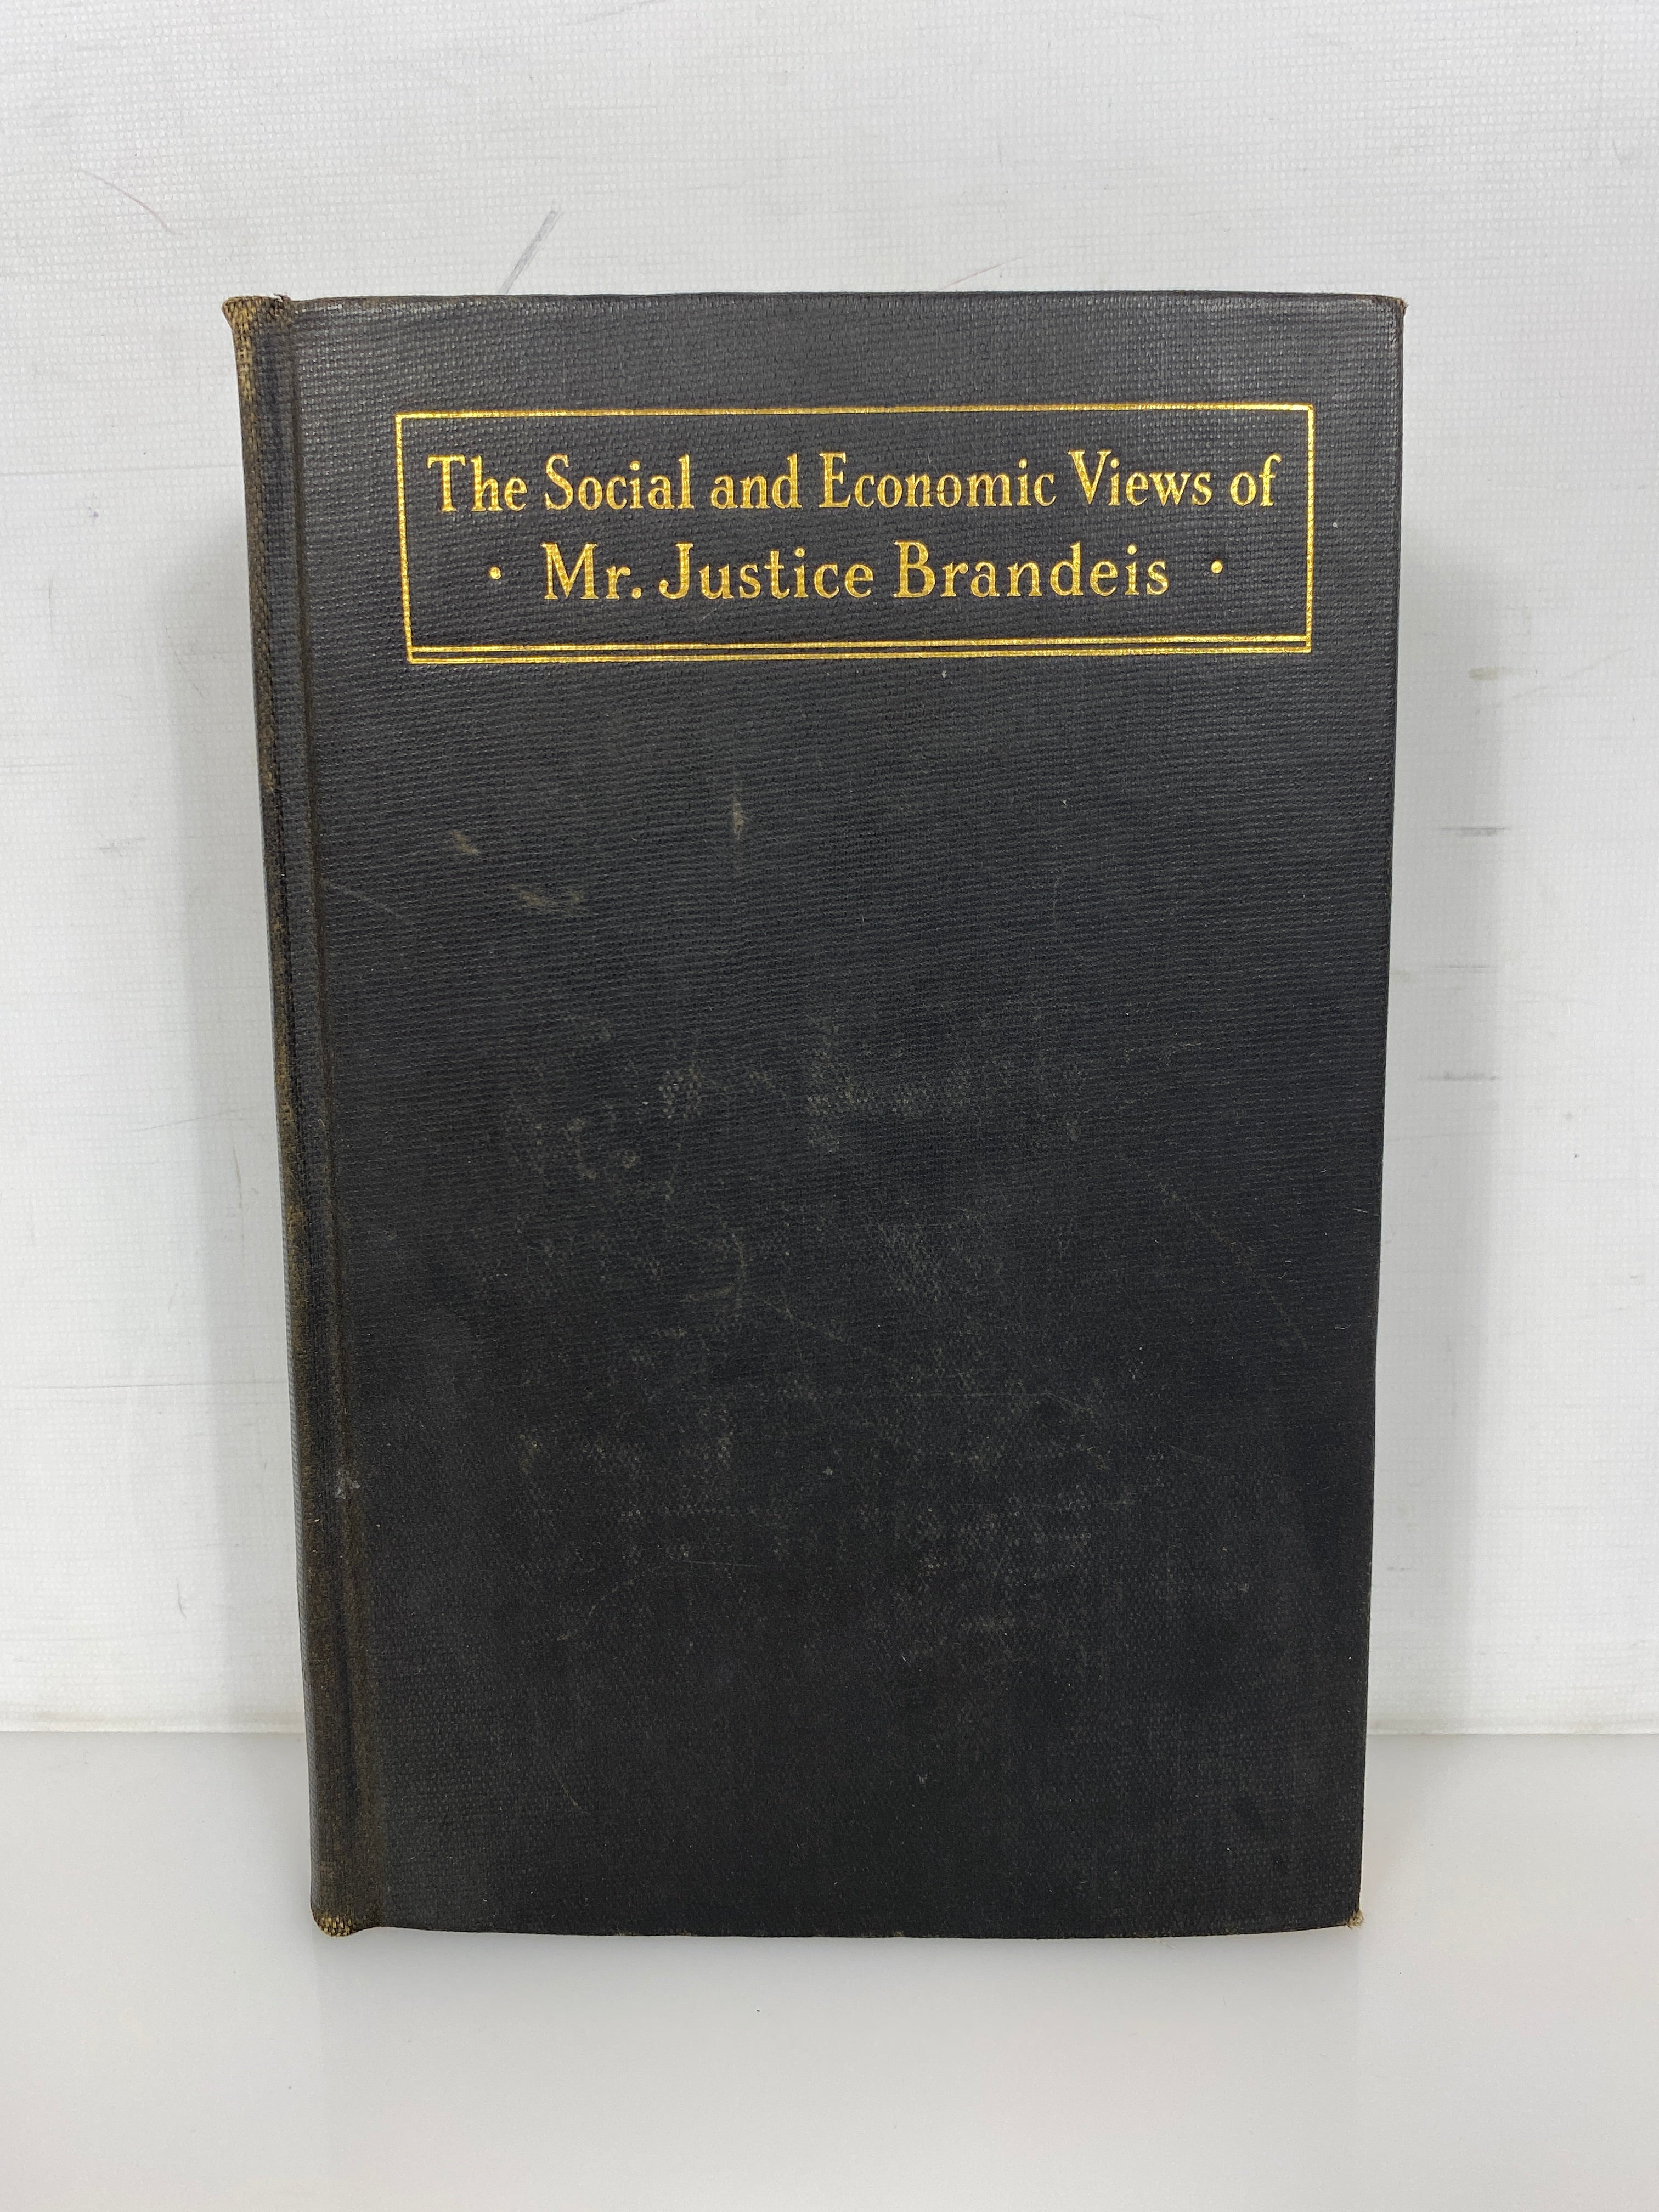 The Social and Economic Views of
· Mr. Justice Brandeis ·